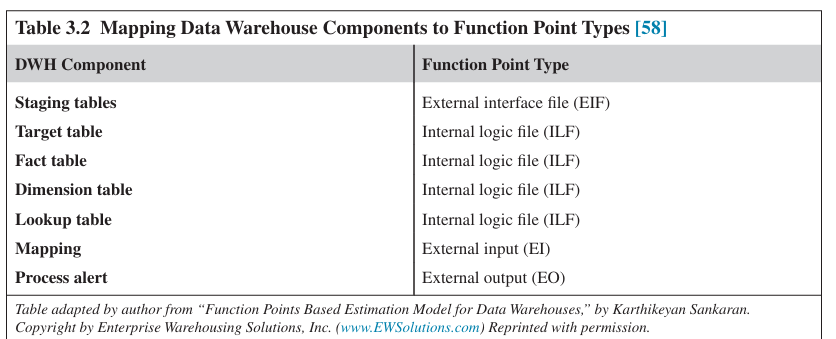 Table 3.2 Mapping Data Warehouse Components to Function Point Types [58]
DWH Component Function Point Type
Staging tables External interface file (EIF)
Target table Internal logic file (ILF)
Fact table Internal logic file (ILF)
Dimension table Internal logic file (ILF)
Lookup table Internal logic file (ILF)
Mapping External input (EI)
Process alert External output (EO)
Table adapted by author from “Function Points Based Estimation Model for Data Warehouses,” by Karthikeyan Sankaran.
Copyright by Enterprise Warehousing Solutions, Inc. (www.EWSolutions.com) Reprinted with permission.